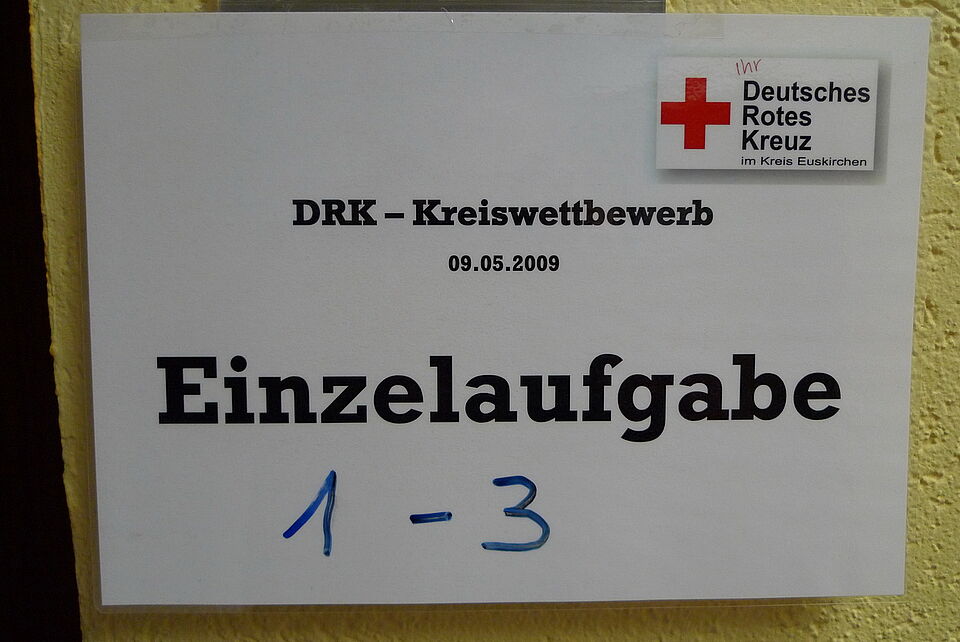 Ihr
Deutsches
Rotes
Kreuz
im Kreis Euskirchen
DRK – Kreiswettbewerb
09.05.2009
Einzelaufgabe
1 - 3